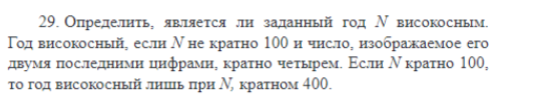 29. Определить, является ли заданный год N високосным.
Год високосный, если N не кратно 100 и число, изображаемое его
двумя последними цифрами, кратно четырем. Если N кратно 100,
то год високосный лишь при N, кратном 400.